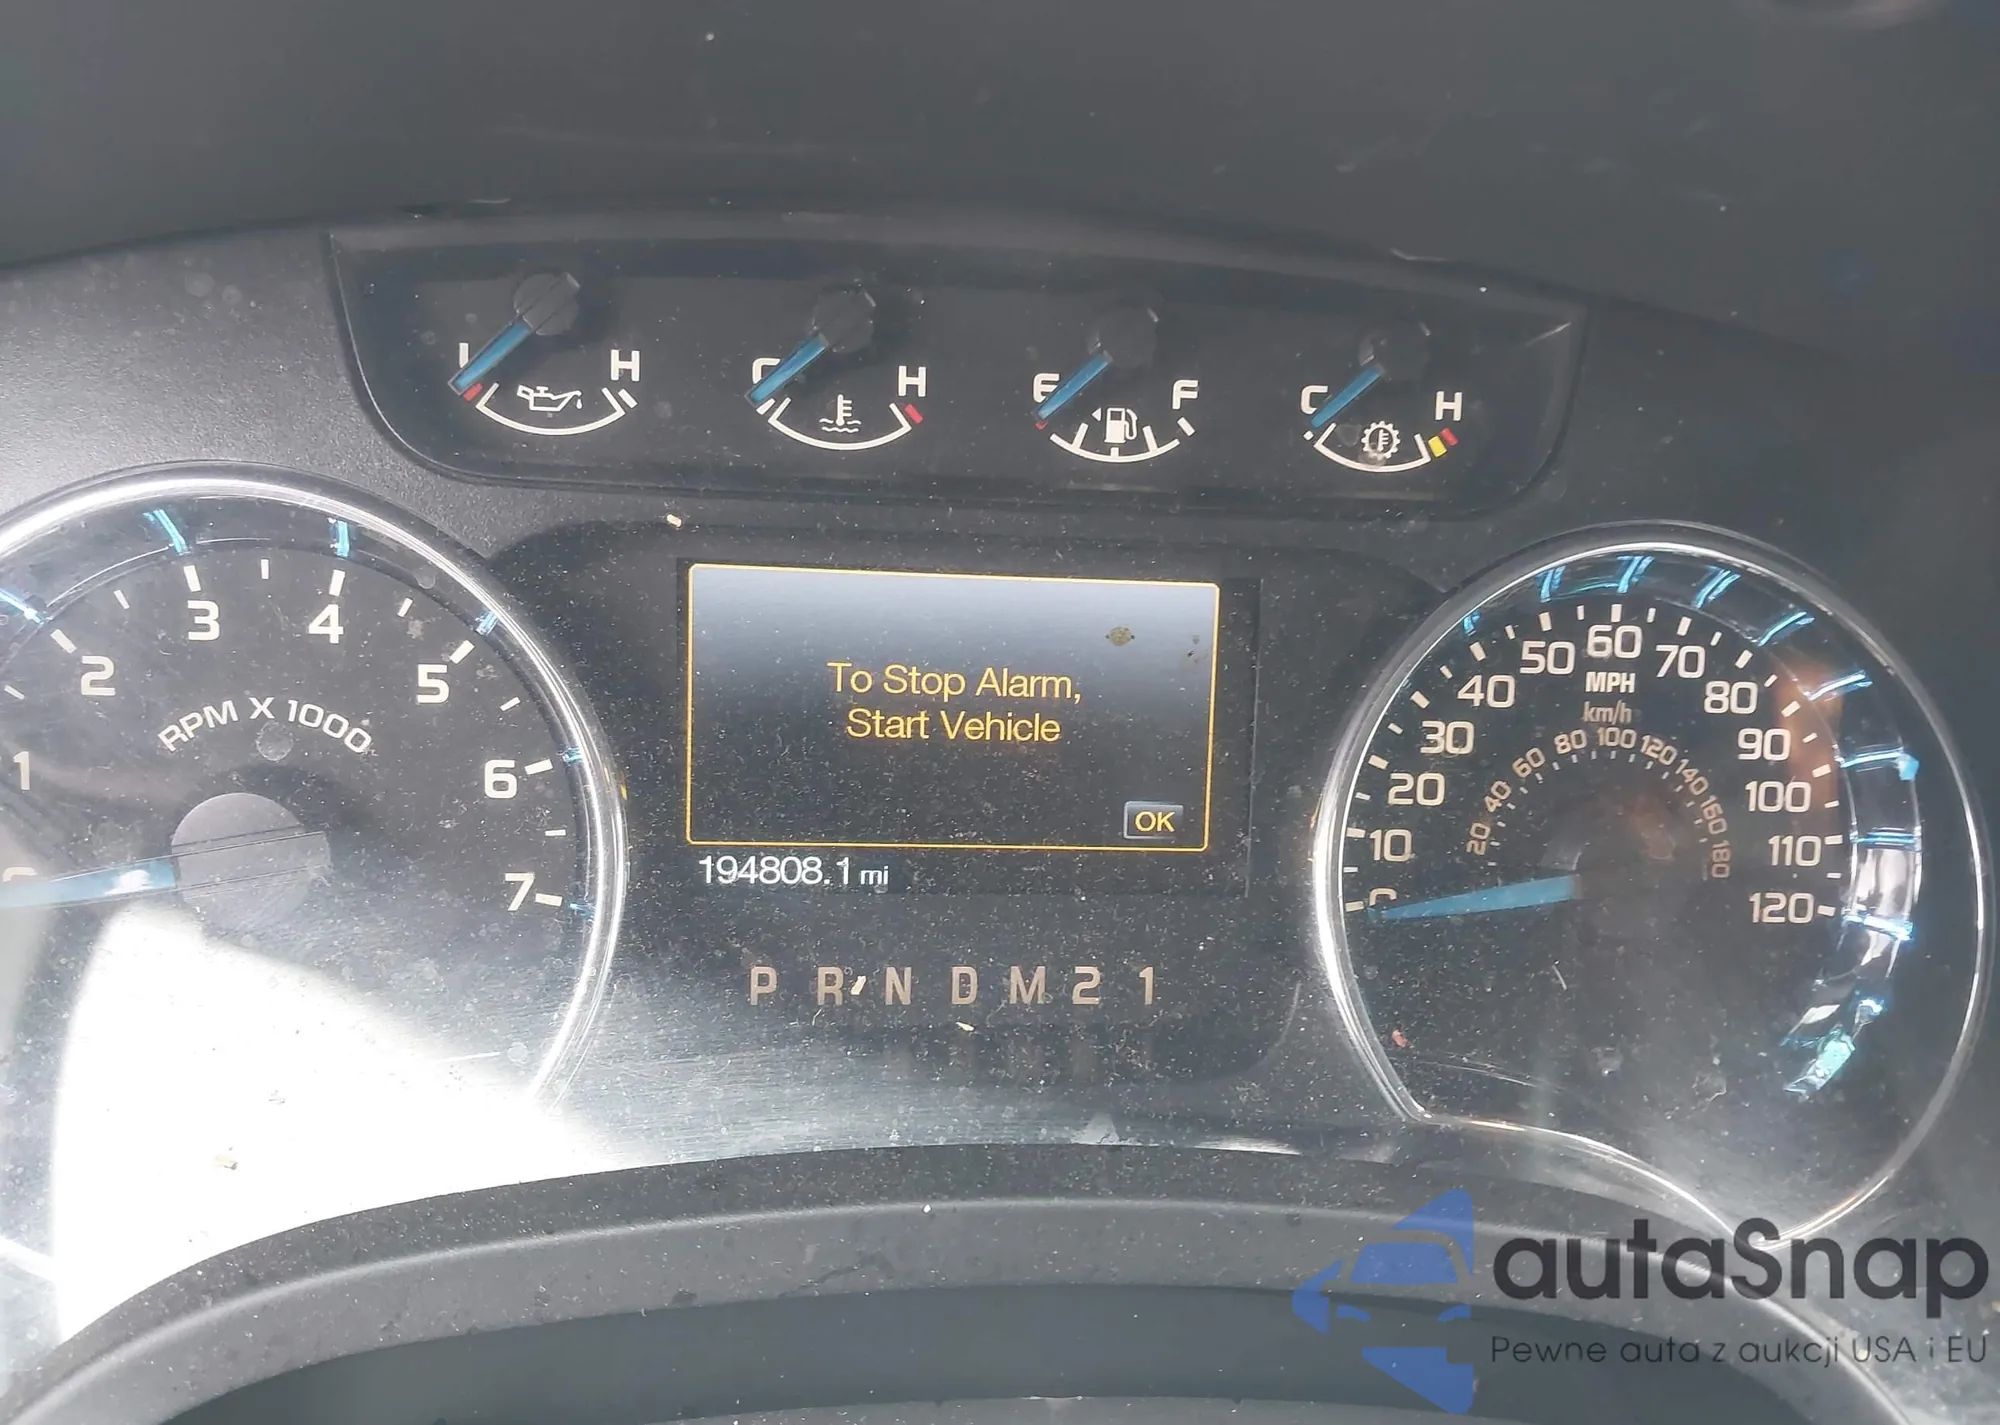 L H
C H
E F
C H
1 2 3 4 5 6 7
RPM X 1000
To Stop Alarm,
Start Vehicle
OK
194808.1 mi
P R N D M 2 1
0 10 20 30 40 50 60 70 80 90 100 110 120
MPH
km/h
20 40 60 80 100 120 140 160 180
autaSnap
Pewne auta z aukcji USA i EU